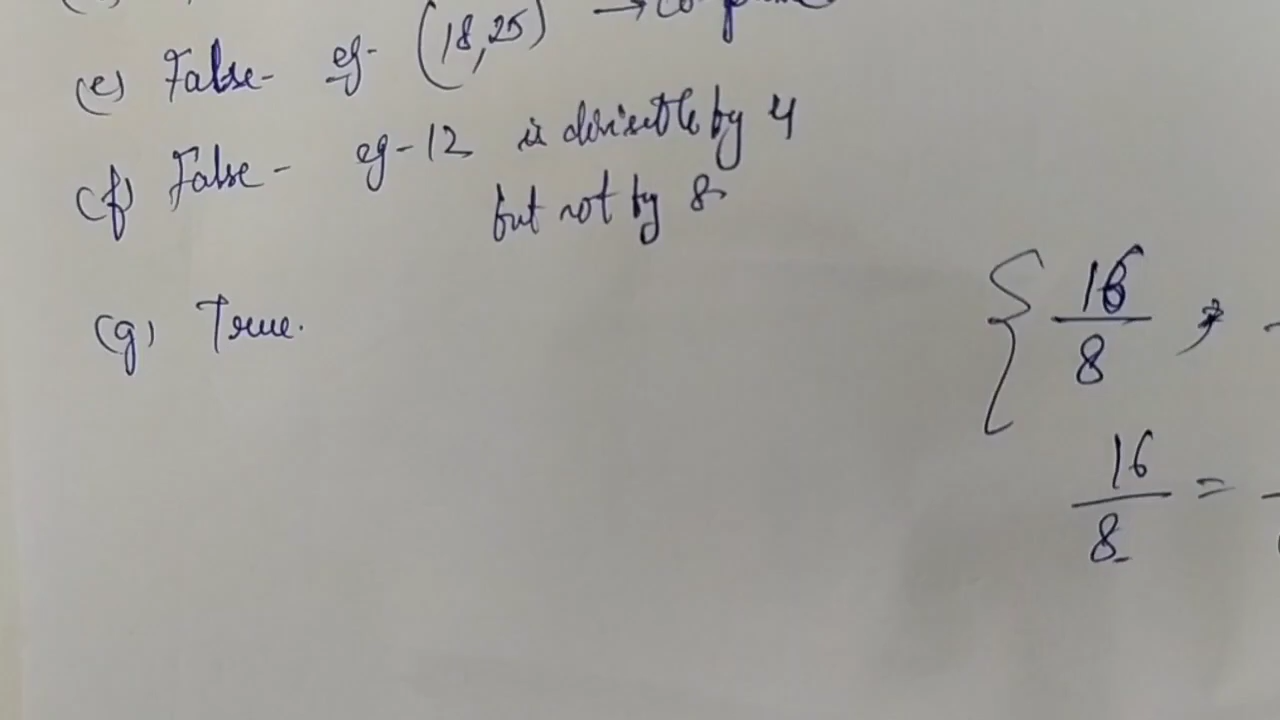 (e) False- eg- (18,25) →
(f) False- eg-12 is divisible by 4
but not by 8
(g) True.
16/8 ,
16/8 =